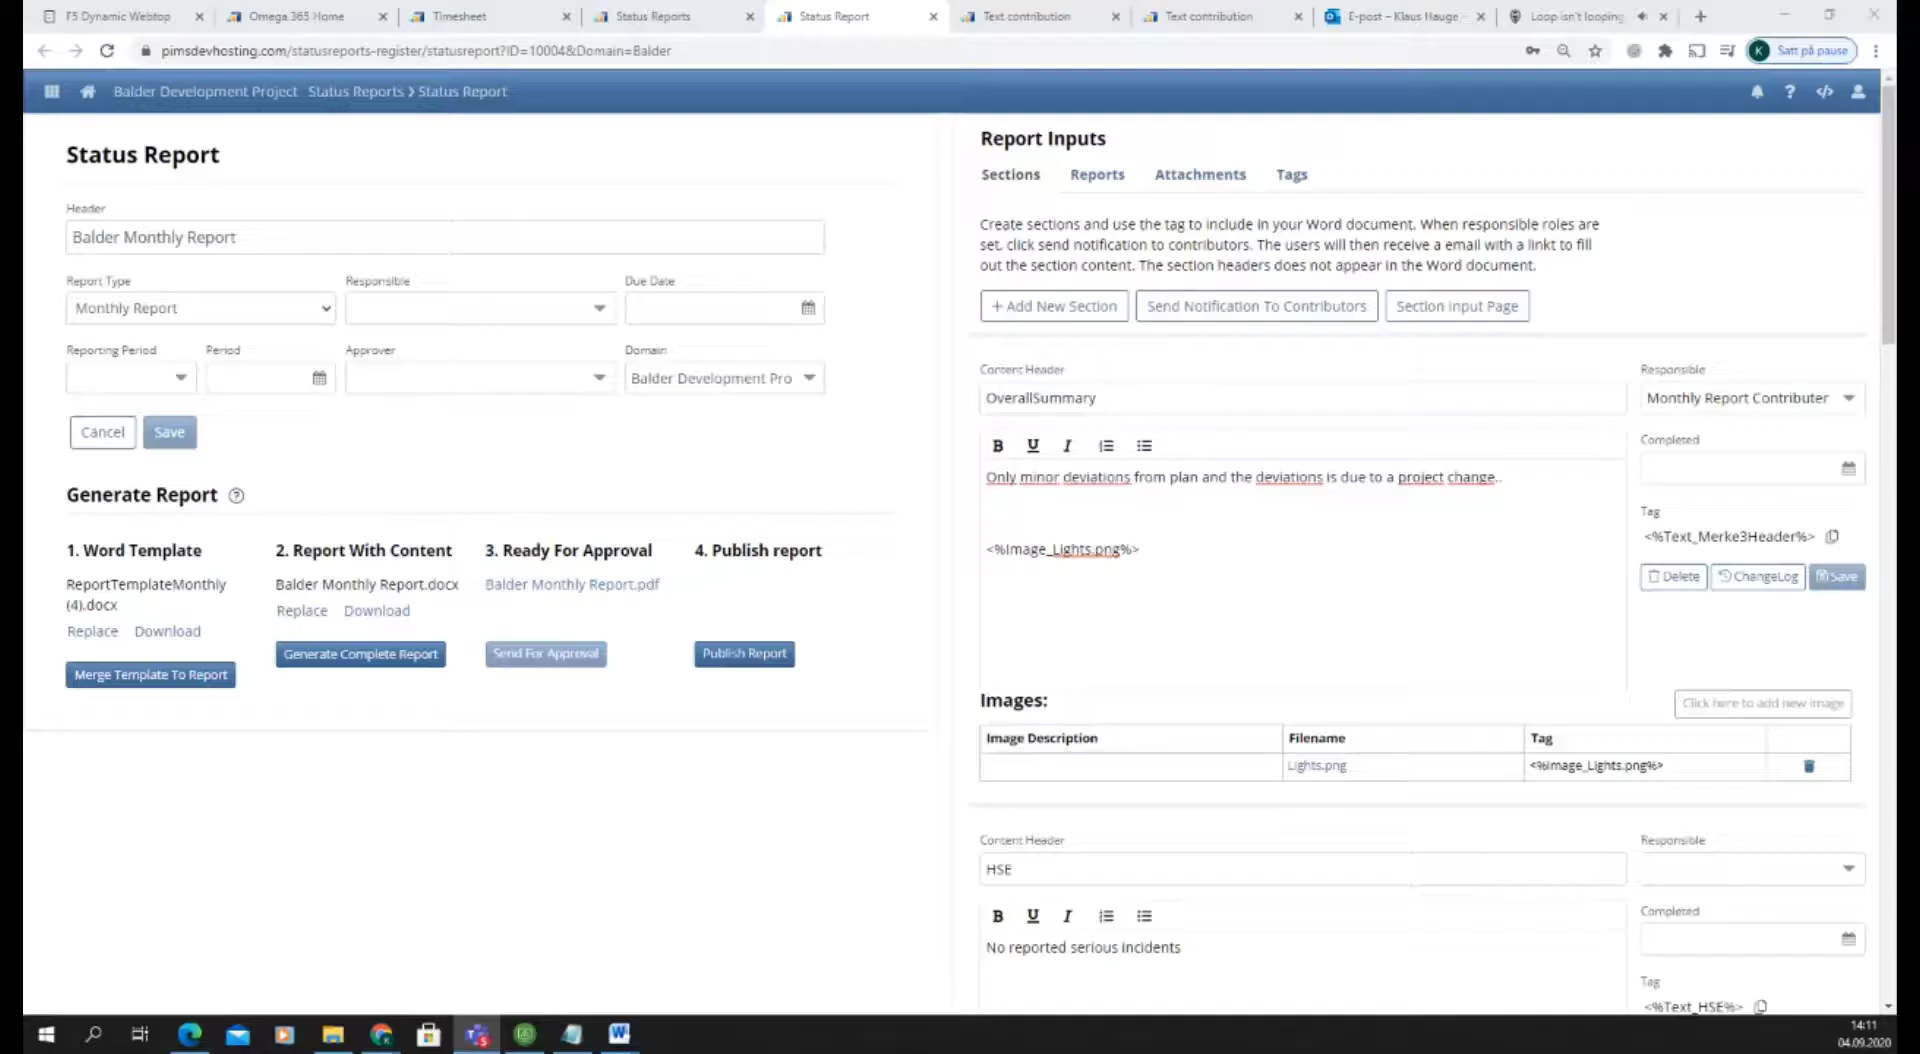 F5 Dynamic Webtop
Omega 365 Home
Timesheet
Status Reports
Status Report
Text contribution
Text contribution
E-post – Klaus Hauge
Loop isn't looping
pimsdevhosting.com/statusreports-register/statusreport?ID=10004&Domain=Balder
K Satt på pause
Balder Development Project Status Reports > Status Report
Status Report
Header
Balder Monthly Report
Report Type Responsible Due Date
Monthly Report
Reporting Period Period Approver Domain
Balder Development Pro
Cancel Save
Generate Report
1. Word Template
ReportTemplateMonthly
(4).docx
Replace Download
Merge Template To Report
2. Report With Content
Balder Monthly Report.docx
Replace Download
Generate Complete Report
3. Ready For Approval
Balder Monthly Report.pdf
Send For Approval
4. Publish report
Publish Report
Report Inputs
Sections Reports Attachments Tags
Create sections and use the tag to include in your Word document. When responsible roles are
set, click send notification to contributors. The users will then receive a email with a linkt to fill
out the section content. The section headers does not appear in the Word document.
+ Add New Section Send Notification To Contributors Section Input Page
Content Header
OverallSummary
Responsible
Monthly Report Contributer
B U I
Only minor deviations from plan and the deviations is due to a project change..
<%Image_Lights.png%>
Completed
Tag
<%Text_Merke3Header%>
Delete ChangeLog Save
Images:
Click here to add new image
Image Description Filename Tag
Lights.png <%Image_Lights.png%>
Content Header
HSE
Responsible
B U I
No reported serious incidents
Completed
Tag
<%Text_HSE%>
14:11
04.09.2020